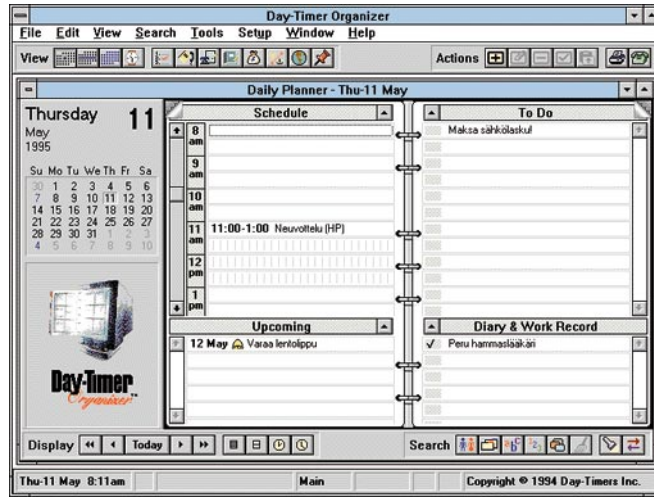 Day-Timer Organizer
File Edit View Search Tools Setup Window Help
View Actions
Daily Planner - Thu-11 May
Thursday 11
May
1995
Su Mo Tu We Th Fr Sa
30 1 2 3 4 5 6
7 8 9 10 11 12 13
14 15 16 17 18 19 20
21 22 23 24 25 26 27
28 29 30 31 1 2 3
4 5 6 7 8 9 10
Day-Timer
Organizer™
Schedule
8 am
9 am
10 am
11 am 11:00-1:00 Neuvottelu (HP)
12 pm
1 pm
Upcoming
12 May Varaa lentolippu
To Do
Maksa sähkölasku!
Diary & Work Record
Peru hammaslääkäri
Display Today Search
Thu-11 May 8:11am Main Copyright © 1994 Day-Timers Inc.